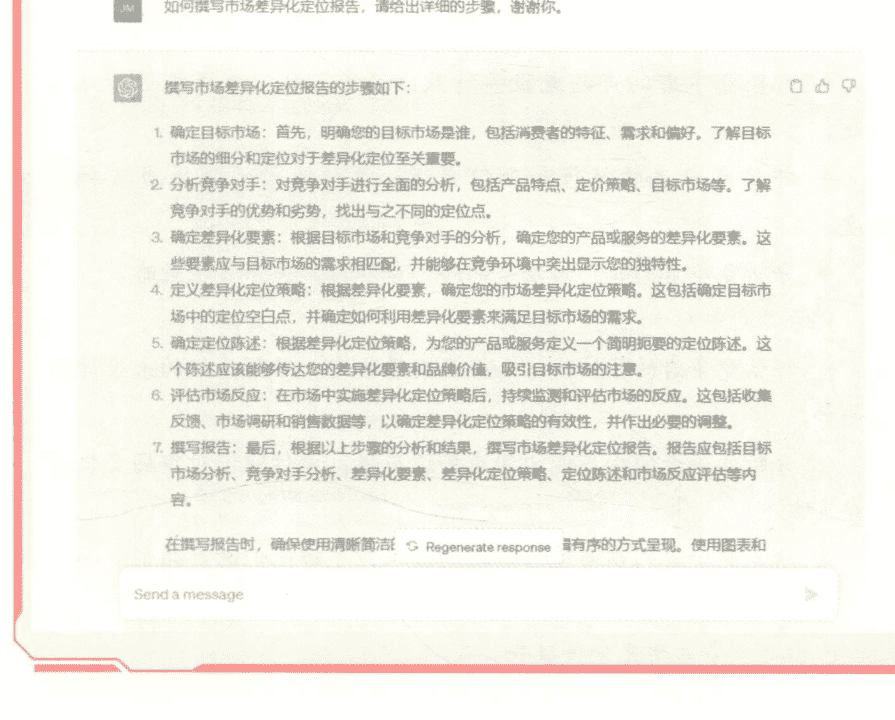 JM 如何撰写市场差异化定位报告，请给出详细的步骤，谢谢你。
撰写市场差异化定位报告的步骤如下：
1. 确定目标市场：首先，明确您的目标市场是谁，包括消费者的特征、需求和偏好。了解目标
市场的细分和定位对于差异化定位至关重要。
2. 分析竞争对手：对竞争对手进行全面的分析，包括产品特点、定价策略、目标市场等。了解
竞争对手的优势和劣势，找出与之不同的定位点。
3. 确定差异化要素：根据目标市场和竞争对手的分析，确定您的产品或服务的差异化要素。这
些要素应与目标市场的需求相匹配，并能够在竞争环境中突出显示您的独特性。
4. 定义差异化定位策略：根据差异化要素，确定您的市场差异化定位策略。这包括确定目标市
场中的定位空白点，并确定如何利用差异化要素来满足目标市场的需求。
5. 确定定位陈述：根据差异化定位策略，为您的产品或服务定义一个简明扼要的定位陈述。这
个陈述应该能够传达您的差异化要素和品牌价值，吸引目标市场的注意。
6. 评估市场反应：在市场中实施差异化定位策略后，持续监测和评估市场的反应。这包括收集
反馈、市场调研和销售数据等，以确定差异化定位策略的有效性，并作出必要的调整。
7. 撰写报告：最后，根据以上步骤的分析和结果，撰写市场差异化定位报告。报告应包括目标
市场分析、竞争对手分析、差异化要素、差异化定位策略、定位陈述和市场反应评估等内
容。
在撰写报告时，确保使用清晰简洁 Regenerate response 有序的方式呈现。使用图表和
Send a message